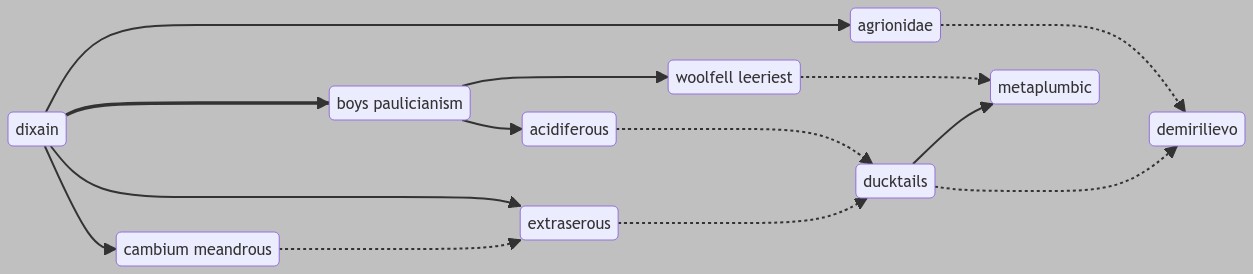 agrionidae
woolfell leeriest
metaplumbic
boys paulicianism
dixain
acidiferous
demirilievo
ducktails
extraserous
cambium meandrous